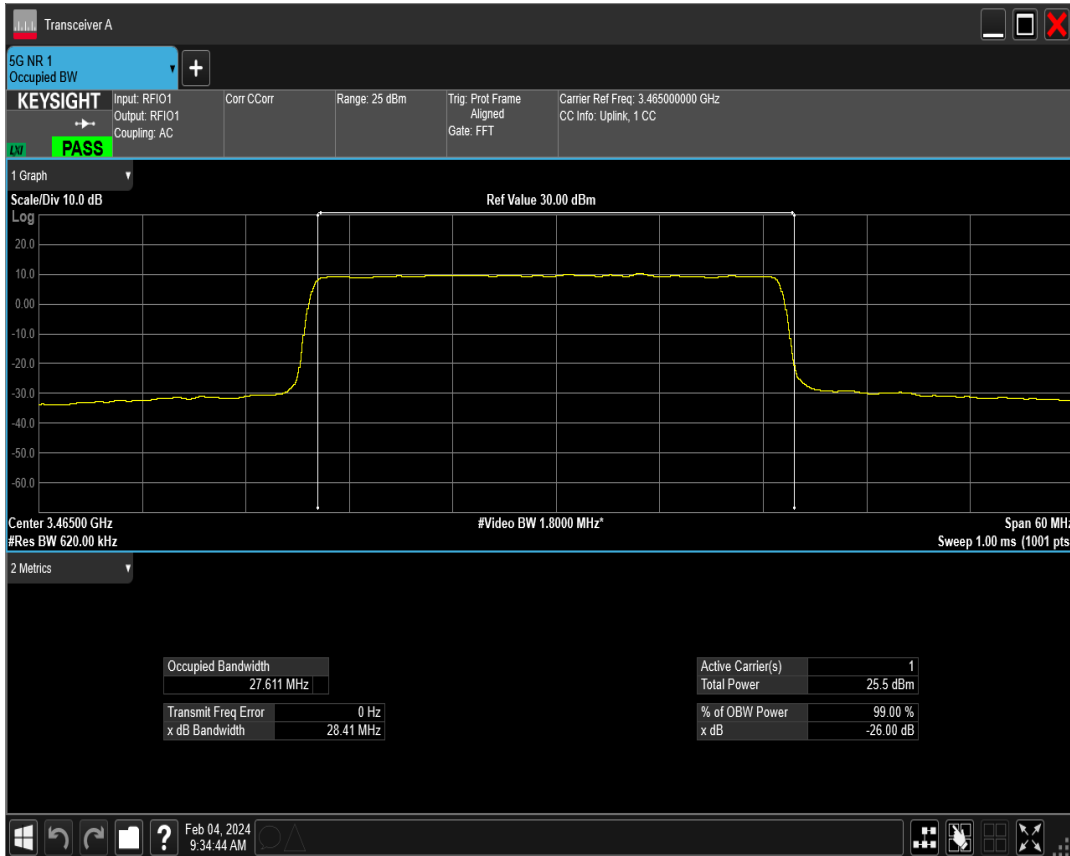 Transceiver A
5G NR 1
Occupied BW
KEYSIGHT
LXI
PASS
Input: RFIO1
Output: RFIO1
Coupling: AC
Corr CCorr
Range: 25 dBm
Trig: Prot Frame
Aligned
Gate: FFT
Carrier Ref Freq: 3.465000000 GHz
CC Info: Uplink, 1 CC
1 Graph
Scale/Div 10.0 dB
Ref Value 30.00 dBm
Log
20.0
10.0
0.00
-10.0
-20.0
-30.0
-40.0
-50.0
-60.0
Center 3.46500 GHz
#Video BW 1.8000 MHz*
Span 60 MHz
#Res BW 620.00 kHz
Sweep 1.00 ms (1001 pts
2 Metrics
Occupied Bandwidth
27.611 MHz
Transmit Freq Error 0 Hz
x dB Bandwidth 28.41 MHz
Active Carrier(s) 1
Total Power 25.5 dBm
% of OBW Power 99.00 %
x dB -26.00 dB
?
Feb 04, 2024
9:34:44 AM